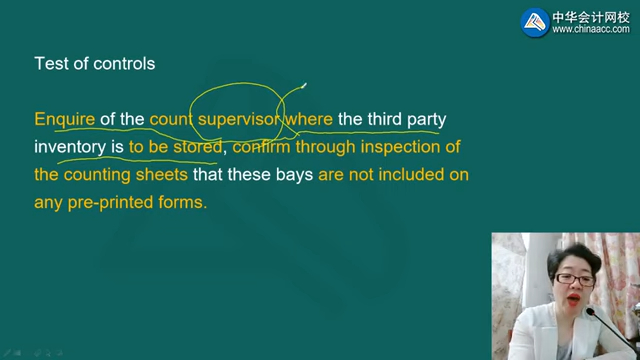 中华会计网校
www.chinaacc.com
Test of controls
Enquire of the count supervisor where the third party
inventory is to be stored, confirm through inspection of
the counting sheets that these bays are not included on
any pre-printed forms.